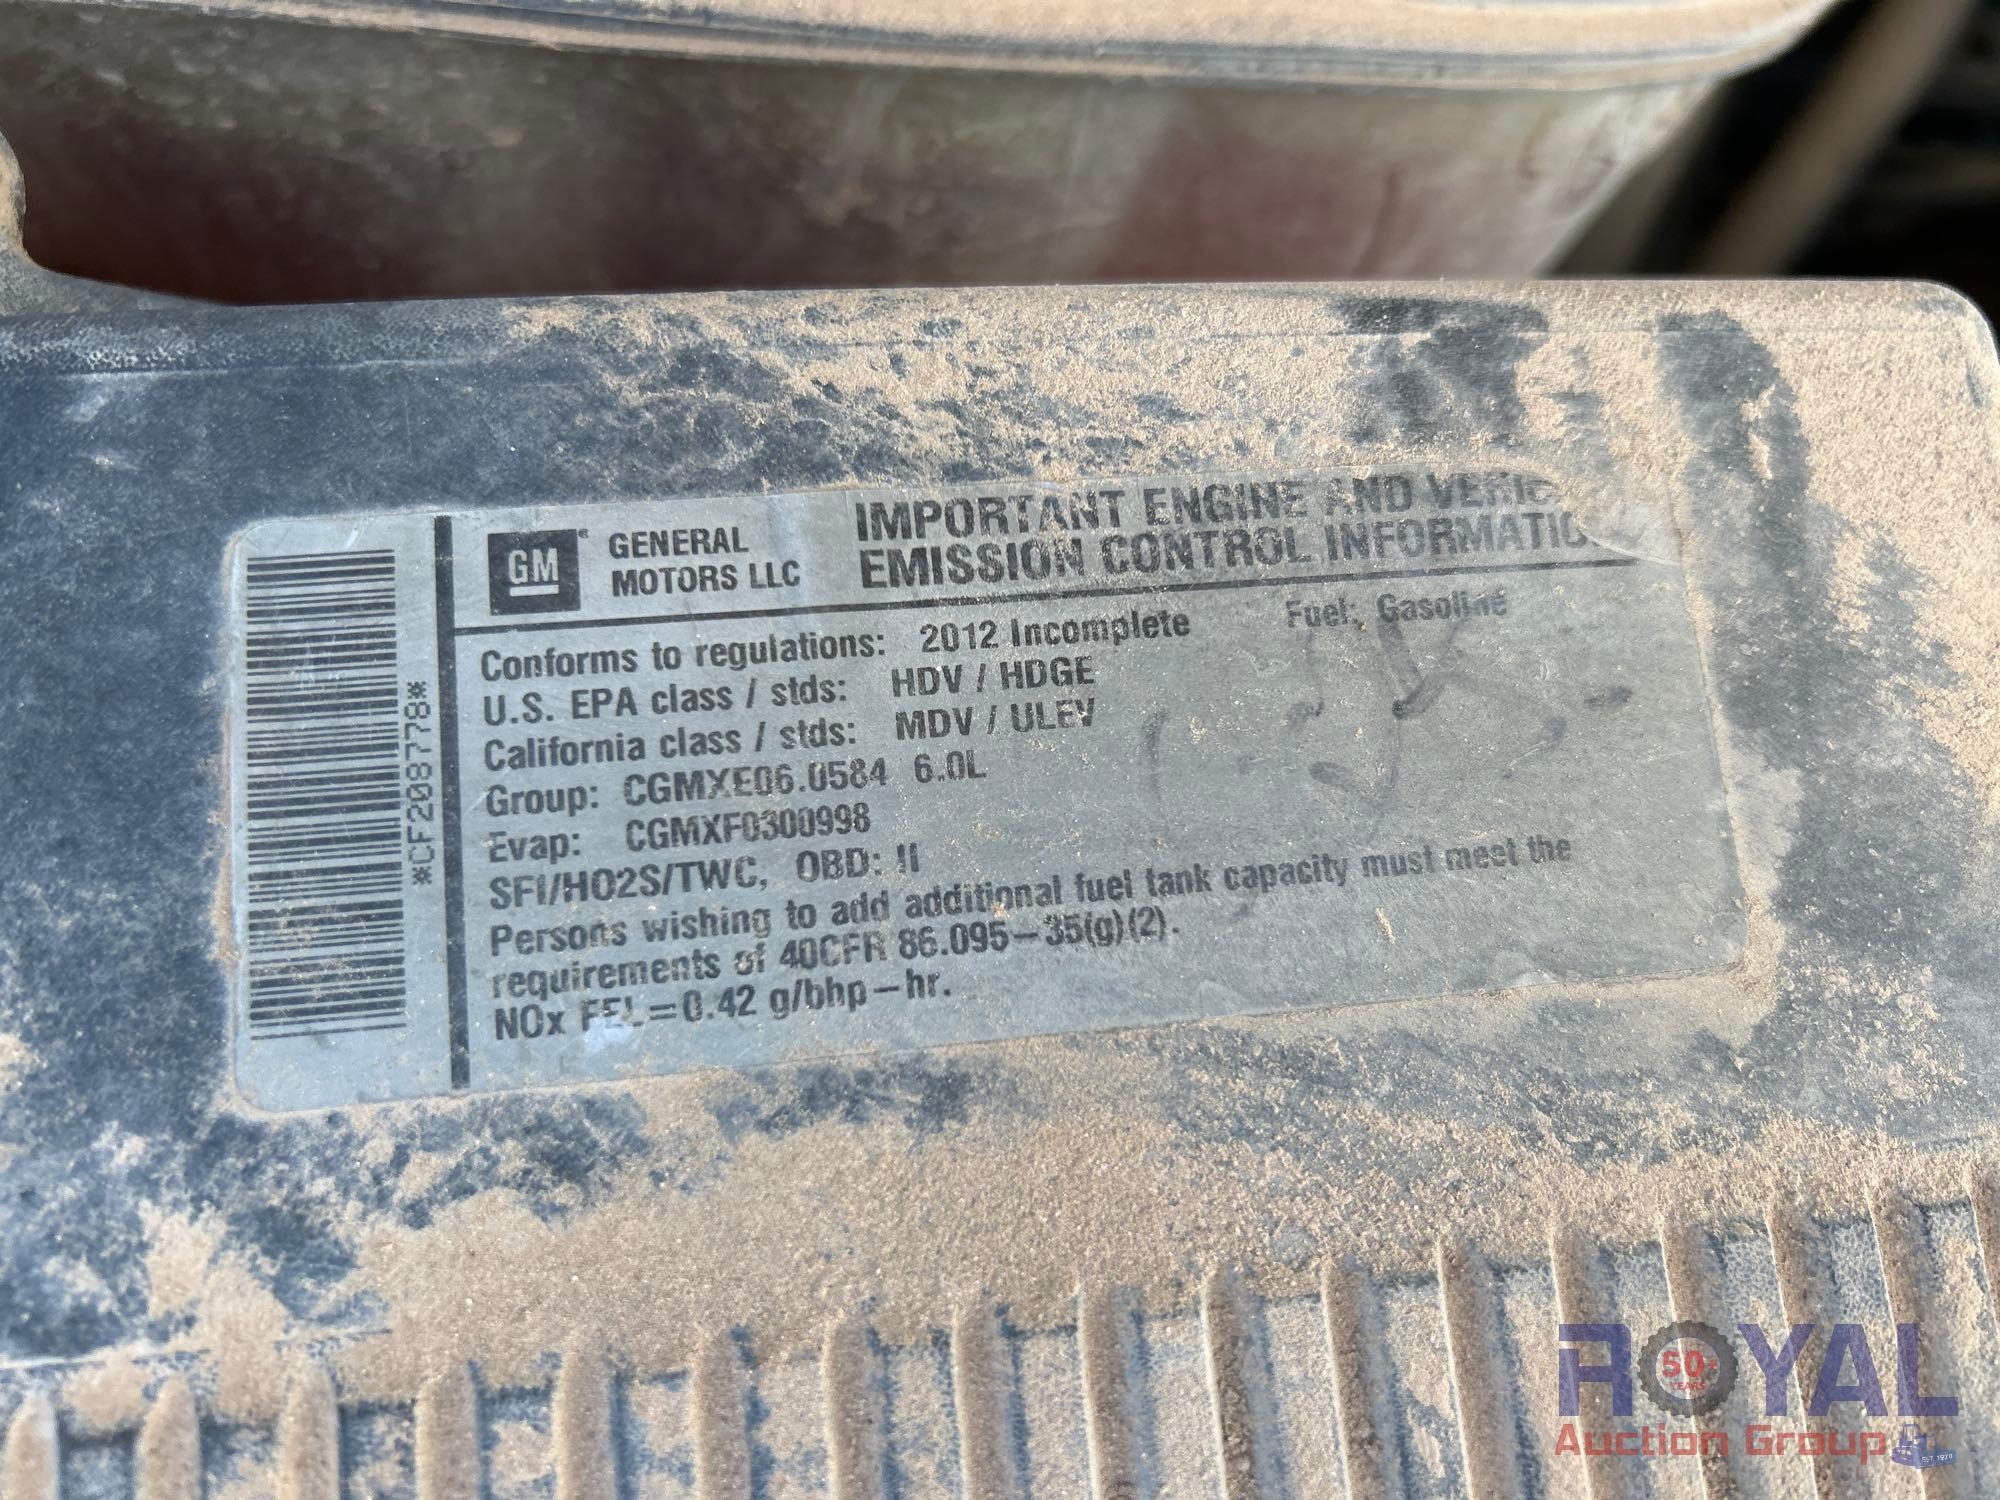 *CF208778*
GM
GENERAL
MOTORS LLC
IMPORTANT ENGINE AND VEHIC
EMISSION CONTROL INFORMATIO
Conforms to regulations: 2012 Incomplete Fuel: Gasoline
U.S. EPA class / stds: HDV / HDGE
California class / stds: MDV / ULEV
Group: CGMXE06.0584 6.0L
Evap: CGMXF0300998
SFI/HO2S/TWC, OBD: II
Persons wishing to add additional fuel tank capacity must meet the
requirements of 40CFR 86.095-35(g)(2).
NOx FEL=0.42 g/bhp-hr.
ROYAL
50+
YEARS
Auction Group
EST. 1970